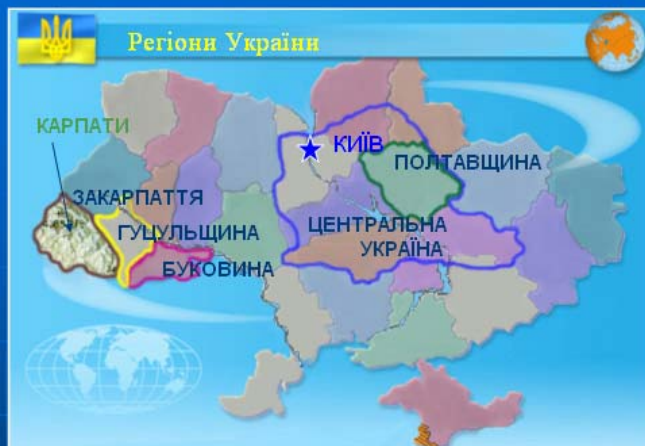 Регіони України
КАРПАТИ
КИЇВ
ПОЛТАВЩИНА
ЗАКАРПАТТЯ
ГУЦУЛЬЩИНА
ЦЕНТРАЛЬНА
УКРАЇНА
БУКОВИНА